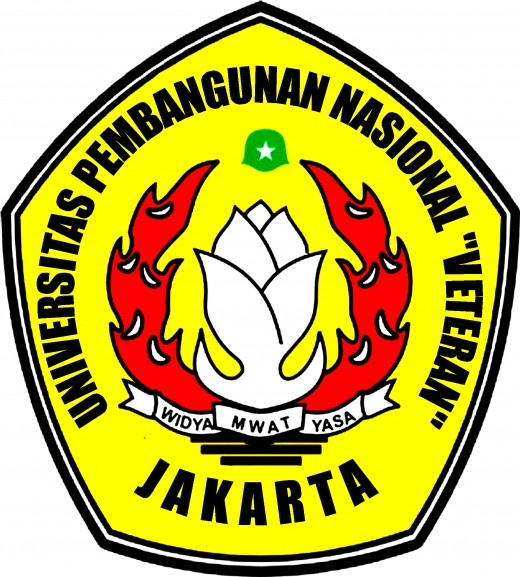 UNIVERSITAS PEMBANGUNAN NASIONAL "VETERAN"
WIDYA MWAT YASA
JAKARTA